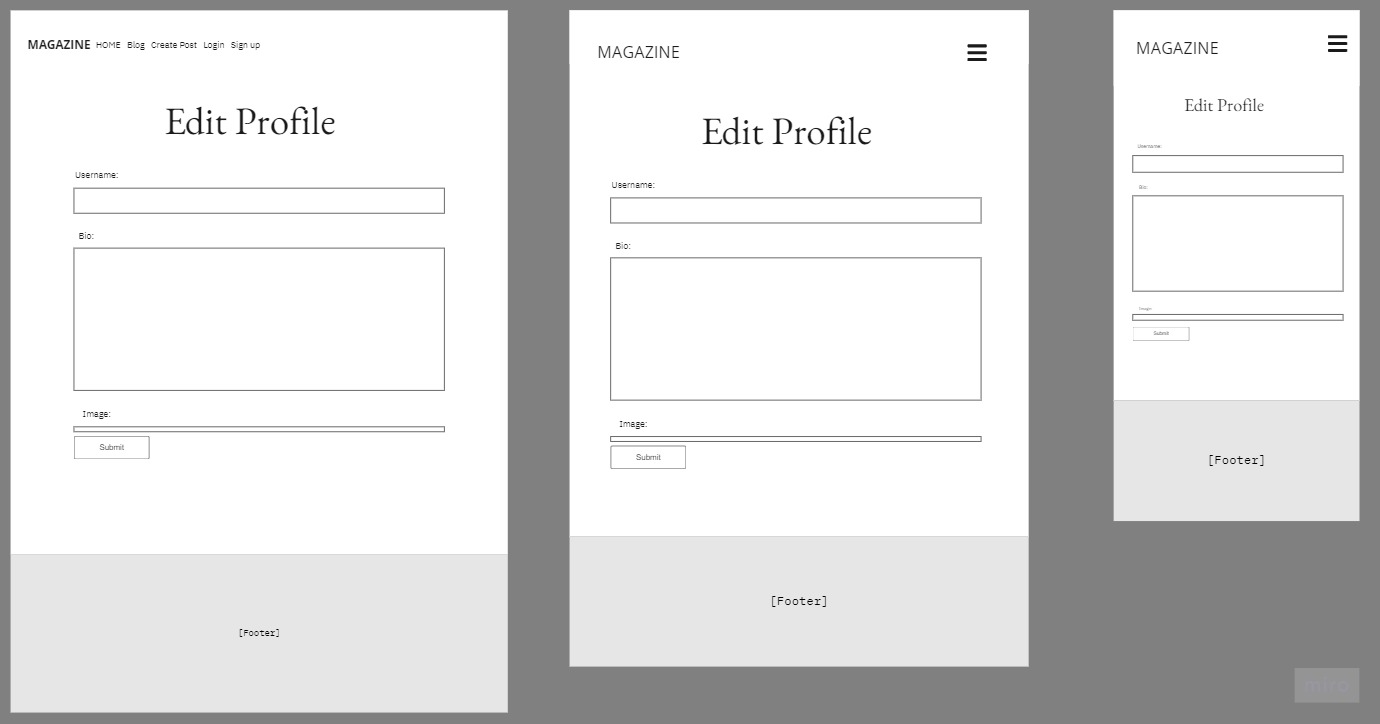 MAGAZINE HOME Blog Create Post Login Sign up
Edit Profile
Username:
Bio:
Image:
Submit
[Footer]
MAGAZINE
Edit Profile
Username:
Bio:
Image:
Submit
[Footer]
MAGAZINE
Edit Profile
Username:
Bio:
Image:
Submit
[Footer]
miro